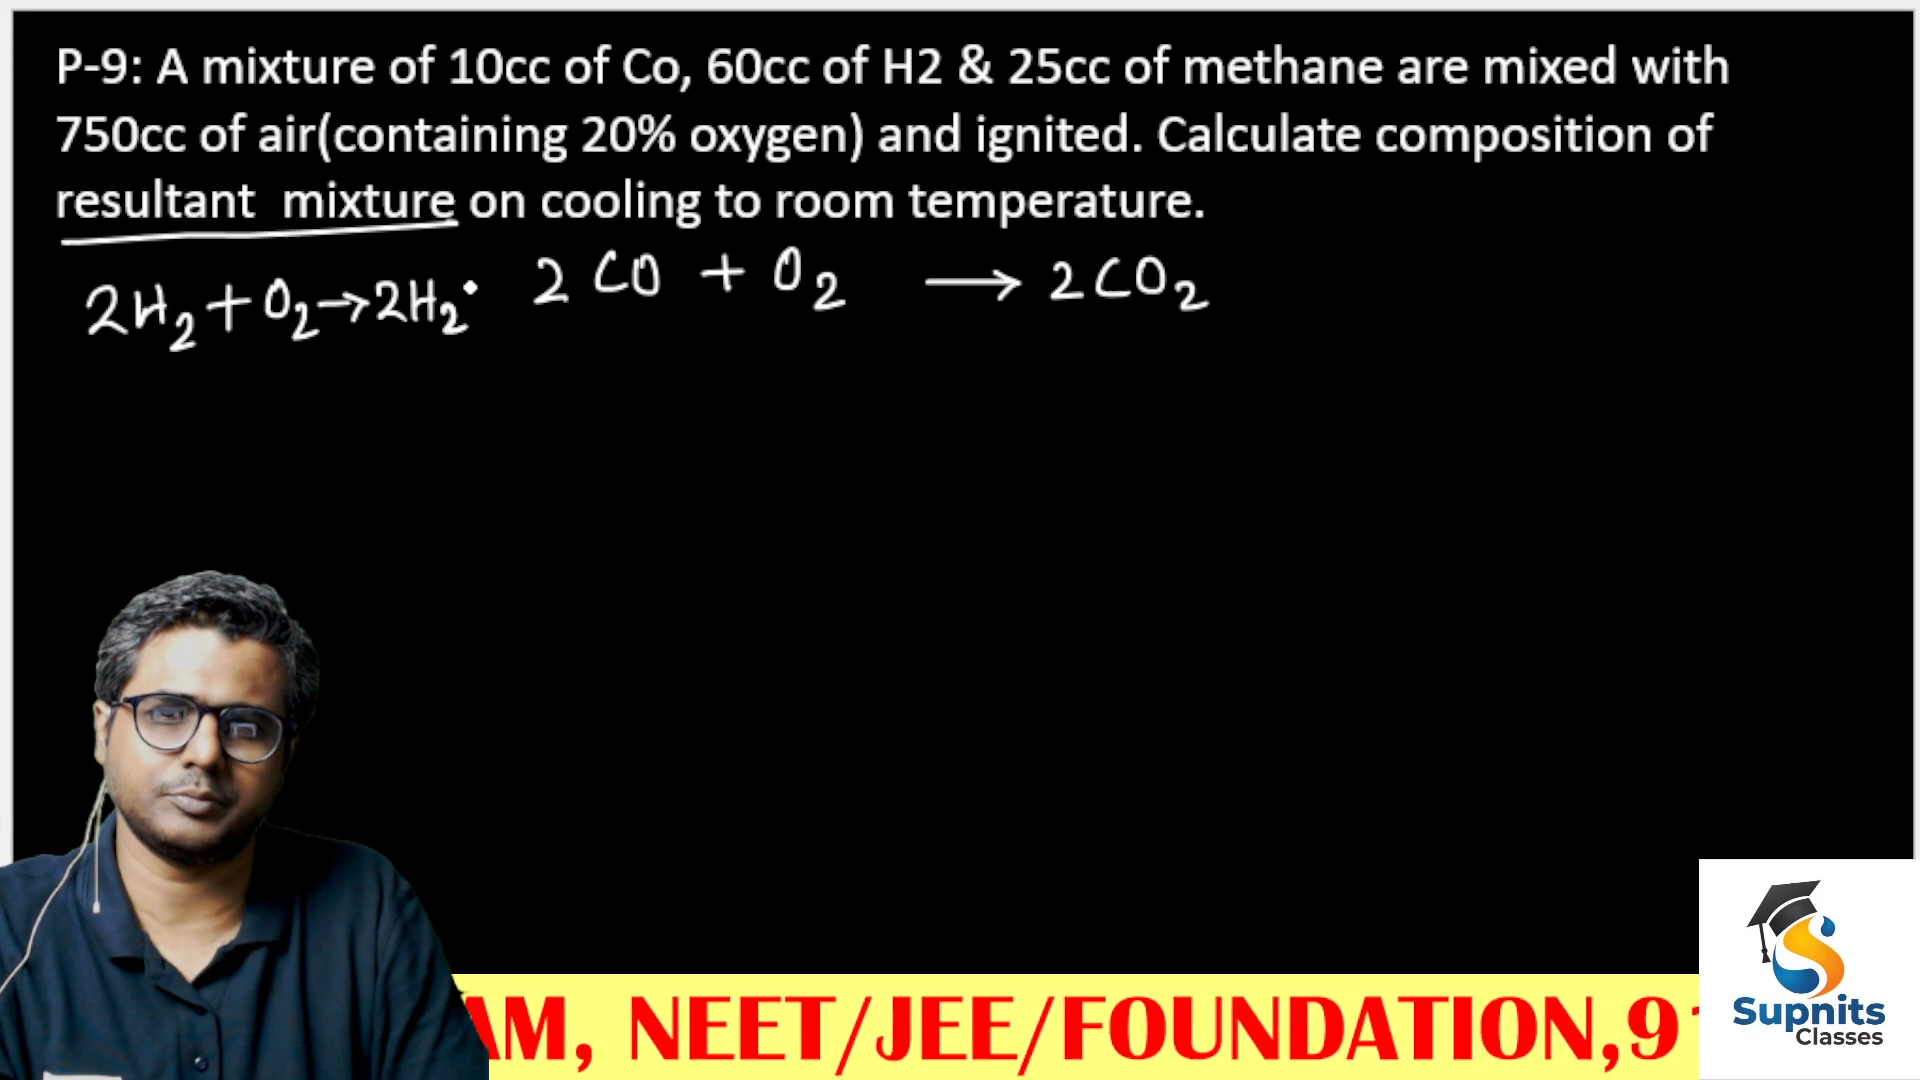 P-9: A mixture of 10cc of Co, 60cc of H2 & 25cc of methane are mixed with
750cc of air(containing 20% oxygen) and ignited. Calculate composition of
resultant mixture on cooling to room temperature.
2H₂+O₂→2H₂
2 CO + O₂ → 2CO₂
AM, NEET/JEE/FOUNDATION,9
Supnits
Classes